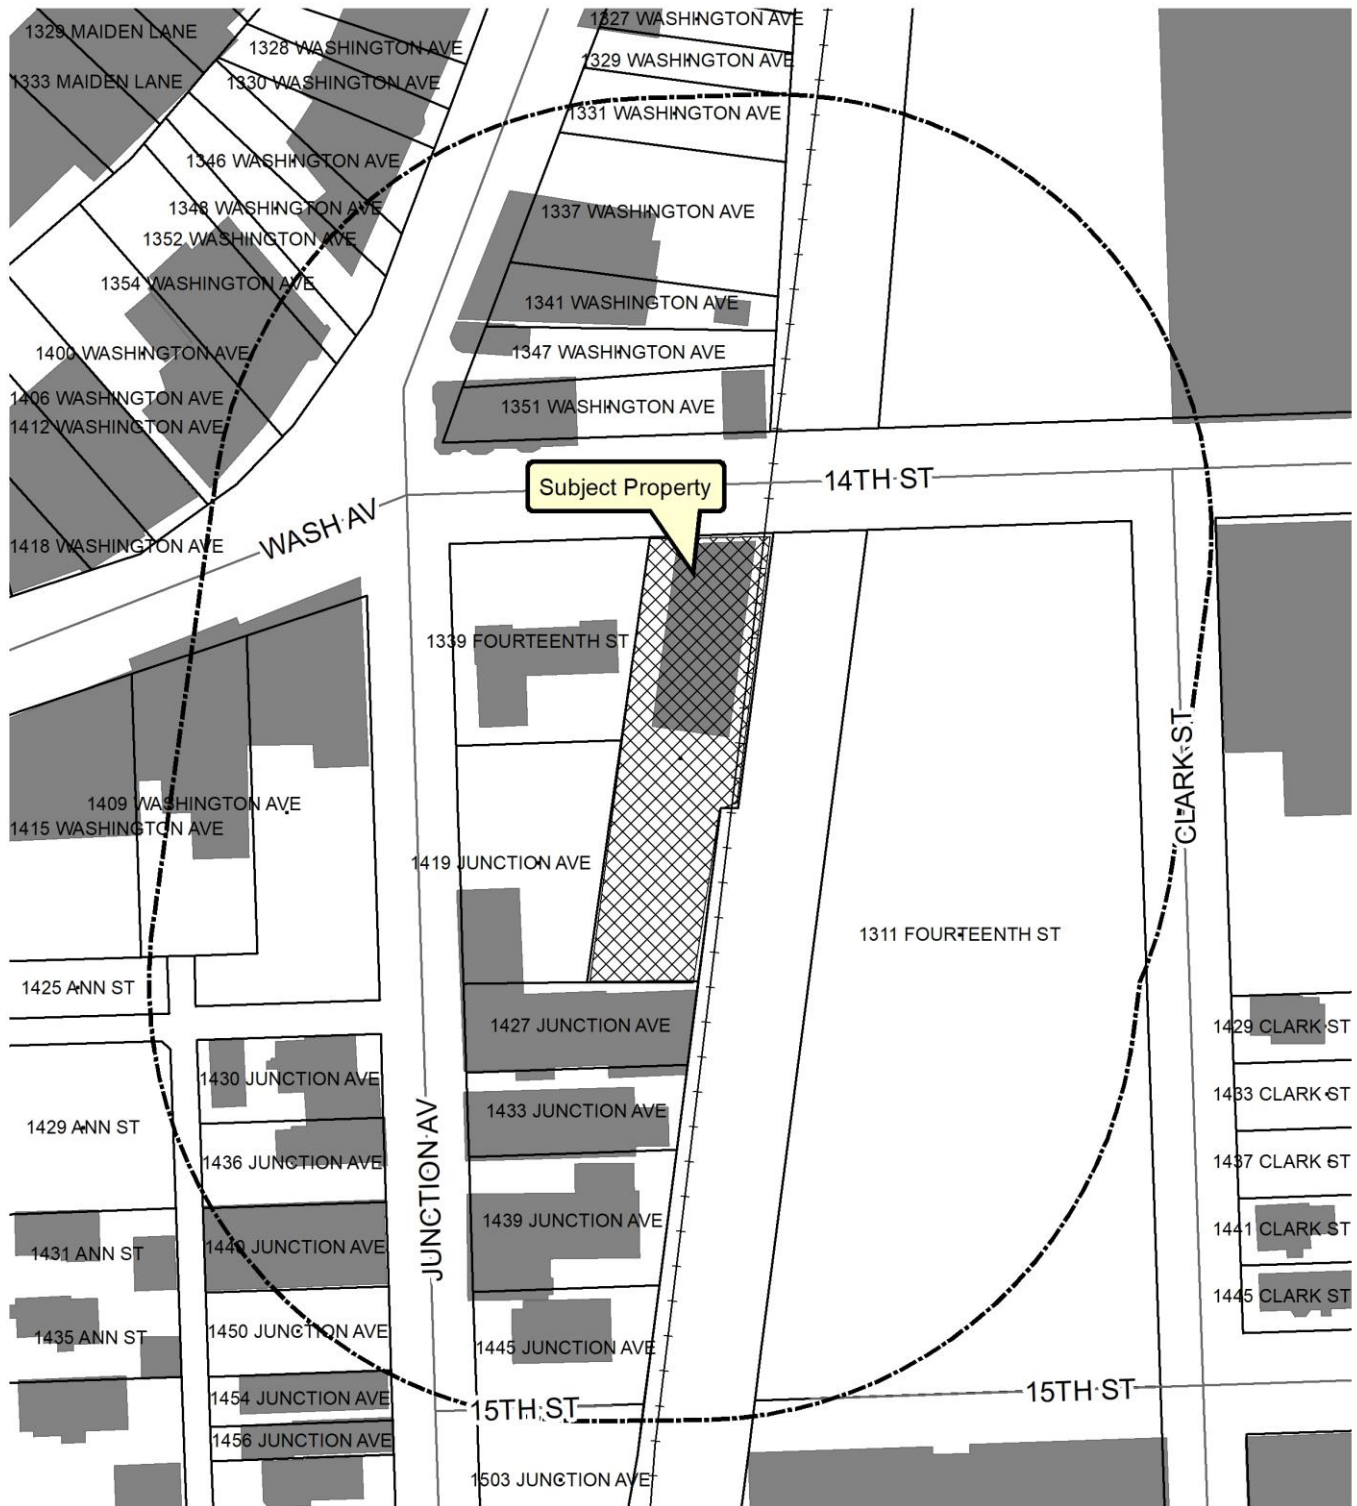 1327 WASHINGTON AVE
1329 MAIDEN LANE
1328 WASHINGTON AVE
1329 WASHINGTON AVE
1333 MAIDEN LANE
1330 WASHINGTON AVE
1331 WASHINGTON AVE
1346 WASHINGTON AVE
1348 WASHINGTON AVE
1337 WASHINGTON AVE
1352 WASHINGTON AVE
1354 WASHINGTON AVE
1341 WASHINGTON AVE
1400 WASHINGTON AVE
1347 WASHINGTON AVE
1406 WASHINGTON AVE
1351 WASHINGTON AVE
1412 WASHINGTON AVE
Subject Property
14TH ST
WASH AV
1418 WASHINGTON AVE
1339 FOURTEENTH ST
CLARK ST
1409 WASHINGTON AVE
1415 WASHINGTON AVE
1419 JUNCTION AVE
1311 FOURTEENTH ST
1425 ANN ST
1427 JUNCTION AVE
1429 CLARK ST
1430 JUNCTION AVE
1433 CLARK ST
1433 JUNCTION AVE
1429 ANN ST
1436 JUNCTION AVE
1437 CLARK ST
JUNCTION AV
1439 JUNCTION AVE
1441 CLARK ST
1431 ANN ST
1440 JUNCTION AVE
1445 CLARK ST
1435 ANN ST
1450 JUNCTION AVE
1445 JUNCTION AVE
1454 JUNCTION AVE
15TH ST
15TH ST
1456 JUNCTION AVE
1503 JUNCTION AVE